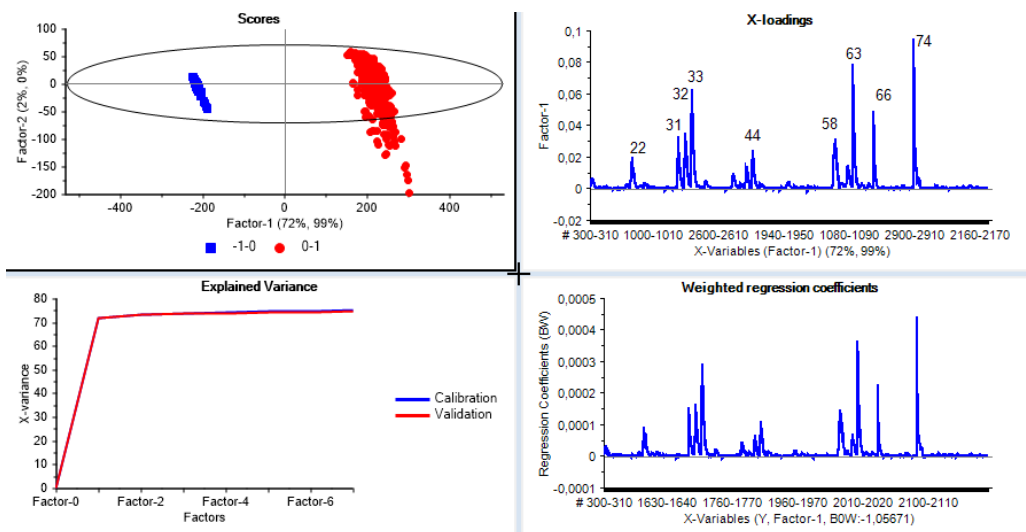 Scores
Factor-2 (2%, 0%)
100
50
0
-50
-100
-150
-200
-400 -200 0 200 400
Factor-1 (72%, 99%)
-1-0 0-1
X-loadings
Factor-1
0,1
0,08
0,06
0,04
0,02
0
-0,02
22 31 32 33 44 58 63 66 74
# 300-310 1000-1010 2600-2610 1940-1950 1080-1090 2900-2910 2160-2170
X-Variables (Factor-1) (72%, 99%)
Explained Variance
X-variance
80
70
60
50
40
30
20
10
0
Factor-0 Factor-2 Factor-4 Factor-6
Factors
Calibration
Validation
Weighted regression coefficients
Regression Coefficients (BW)
0,0005
0,0004
0,0003
0,0002
0,0001
0
-0,0001
# 300-310 1630-1640 1760-1770 1960-1970 2010-2020 2100-2110
X-Variables (Y, Factor-1, B0W:-1,05671)